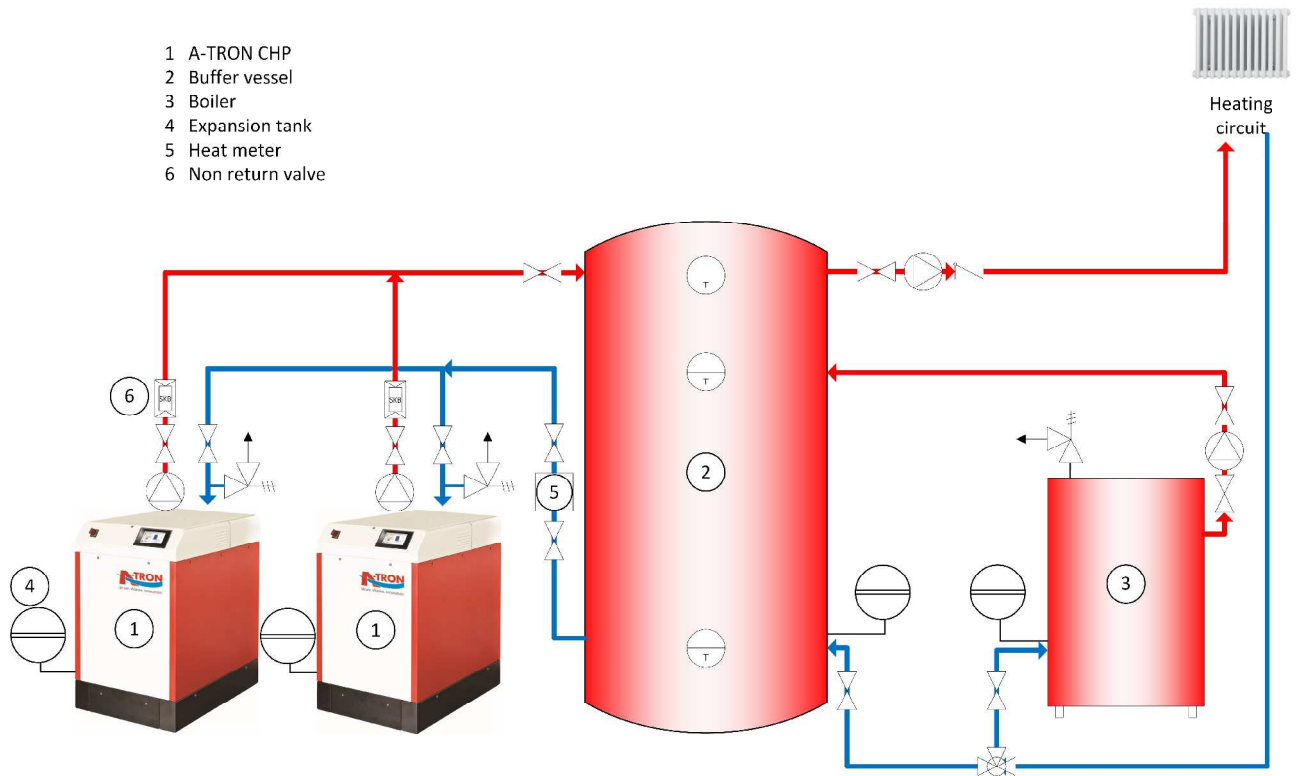 1 A-TRON CHP
2 Buffer vessel
3 Boiler
4 Expansion tank
5 Heat meter
6 Non return valve
Heating
circuit
T
T
6
SKB
SKB
2
5
A-TRON
A-TRON
3
4
1
1
T